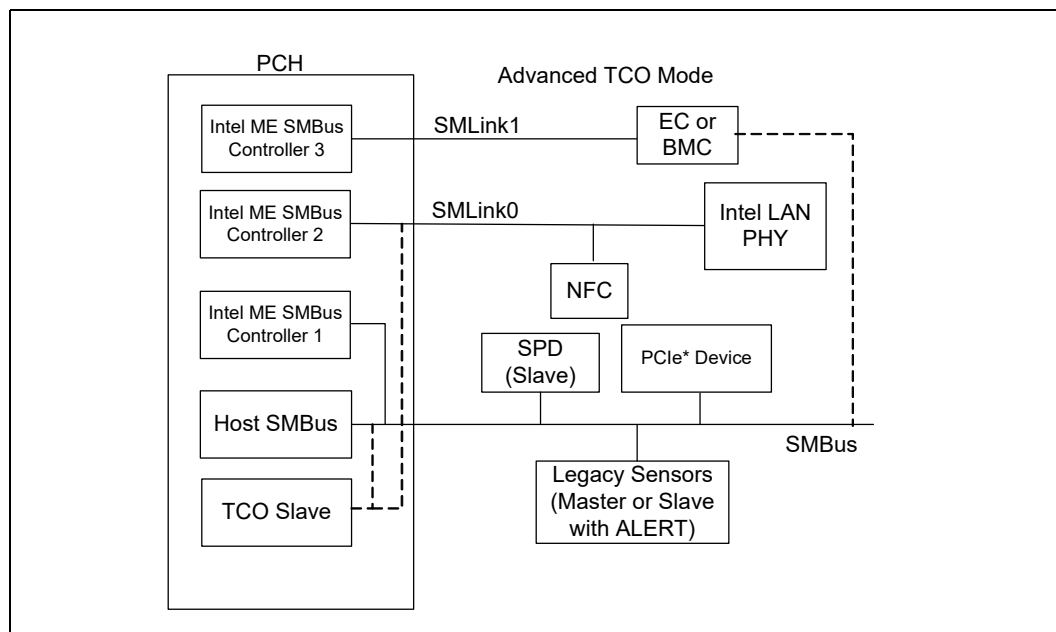 PCH
Advanced TCO Mode
Intel ME SMBus
Controller 3
SMLink1
EC or
BMC
Intel ME SMBus
Controller 2
SMLink0
Intel LAN
PHY
NFC
Intel ME SMBus
Controller 1
SPD
(Slave)
PCIe* Device
Host SMBus
SMBus
Legacy Sensors
(Master or Slave
with ALERT)
TCO Slave